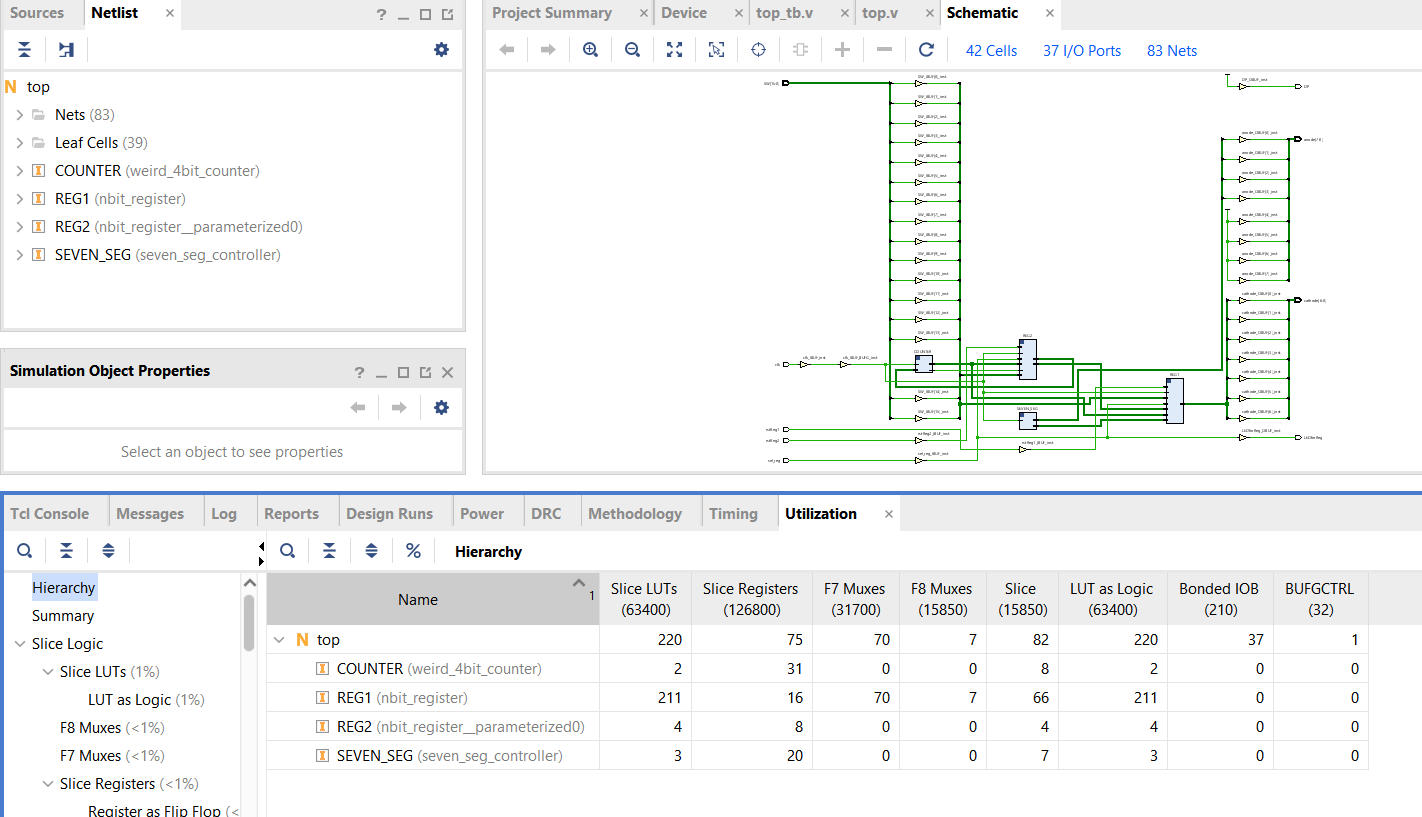 Sources
Netlist ×
? _
Project Summary ×
Device ×
top_tb.v ×
top.v ×
Schematic ×
42 Cells 37 I/O Ports 83 Nets
N top
Nets (83)
Leaf Cells (39)
COUNTER (weird_4bit_counter)
REG1 (nbit_register)
REG2 (nbit_register__parameterized0)
SEVEN_SEG (seven_seg_controller)
Simulation Object Properties ? _ ×
Select an object to see properties
clk
REG2
REG1
Tcl Console Messages Log Reports Design Runs Power DRC Methodology Timing Utilization ×
% Hierarchy
Hierarchy
Summary
Slice Logic
Slice LUTs (1%)
LUT as Logic (1%)
F8 Muxes (<1%)
F7 Muxes (<1%)
Slice Registers (<1%)
Register as Flip Flop (<
Name 1 Slice LUTs (63400) Slice Registers (126800) F7 Muxes (31700) F8 Muxes (15850) Slice (15850) LUT as Logic (63400) Bonded IOB (210) BUFGCTRL (32)
N top 220 75 70 7 82 220 37 1
COUNTER (weird_4bit_counter) 2 31 0 0 8 2 0 0
REG1 (nbit_register) 211 16 70 7 66 211 0 0
REG2 (nbit_register__parameterized0) 4 8 0 0 4 4 0 0
SEVEN_SEG (seven_seg_controller) 3 20 0 0 7 3 0 0